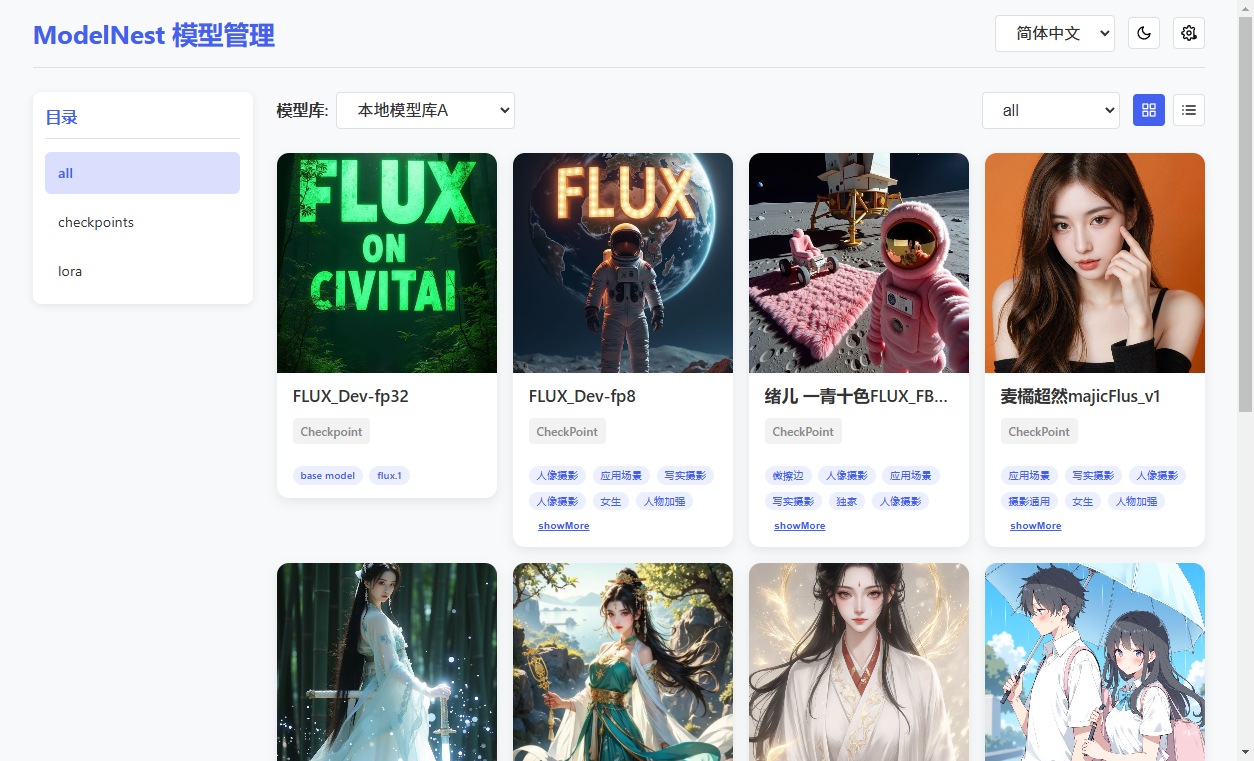 ModelNest 模型管理
简体中文
目录
all
checkpoints
lora
模型库:
本地模型库A
all
FLUX
ON
CIVITAI
FLUX
FLUX_Dev-fp32
Checkpoint
base model flux.1
FLUX_Dev-fp8
CheckPoint
人像摄影 应用场景 写实摄影
人像摄影 女生 人物加强
showMore
绪儿 一青十色FLUX_FB...
CheckPoint
微擦边 人像摄影 应用场景
写实摄影 独家 人像摄影
showMore
麦橘超然majicFlus_v1
CheckPoint
应用场景 写实摄影 人像摄影
摄影通用 女生 人物加强
showMore